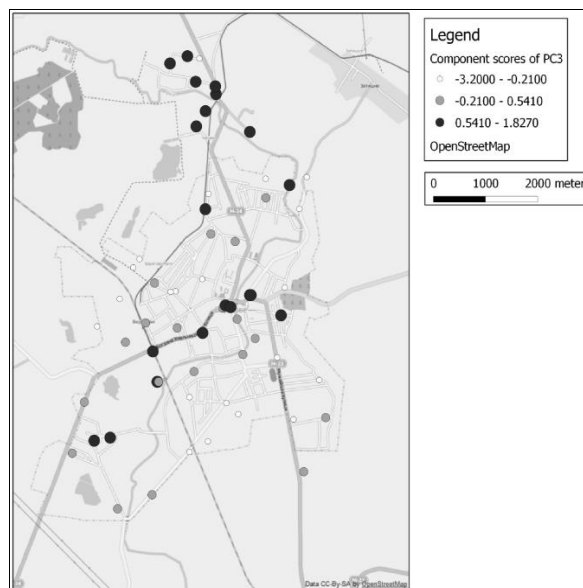 Legend
Component scores of PC3
-3.2000 - -0.2100
-0.2100 - 0.5410
0.5410 - 1.8270
OpenStreetMap
0 1000 2000 meter
Data CC-By-SA by OpenStreetMap